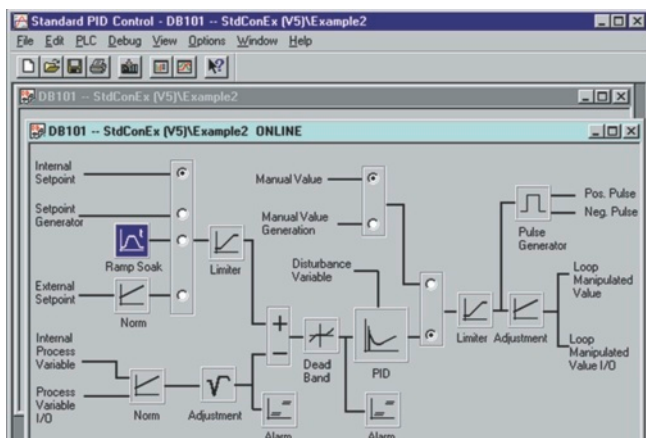 Standard PID Control - DB101 -- StdConEx (V5)\Example2
File Edit PLC Debug View Options Window Help
DB101 -- StdConEx (V5)\Example2
DB101 -- StdConEx (V5)\Example2 ONLINE
Internal
Setpoint
Setpoint
Generator
Ramp Soak
External
Setpoint
Norm
Limiter
Internal
Process
Variable
Process
Variable
I/O
Norm
Adjustment
Alarm
Dead
Band
Alarm
Manual Value
Manual Value
Generation
Disturbance
Variable
PID
Limiter
Adjustment
Pulse
Generator
Pos. Pulse
Neg. Pulse
Loop
Manipulated
Value
Loop
Manipulated
Value I/O